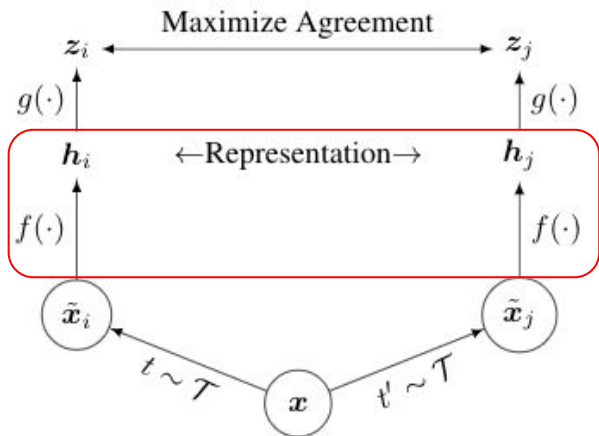 Maximize Agreement
z_i z_j
g(·) g(·)
h_i ←Representation→ h_j
f(·) f(·)
x̃_i x̃_j
t ∼ 𝒯 t′ ∼ 𝒯
x